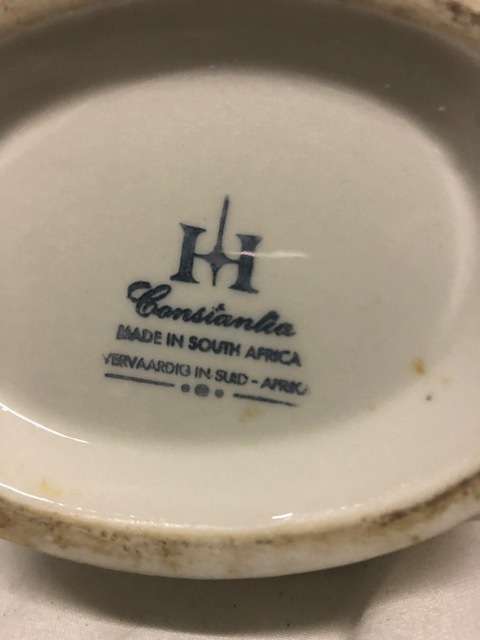 H
Constantia
MADE IN SOUTH AFRICA
VERVAARDIG IN SUID-AFRIKA